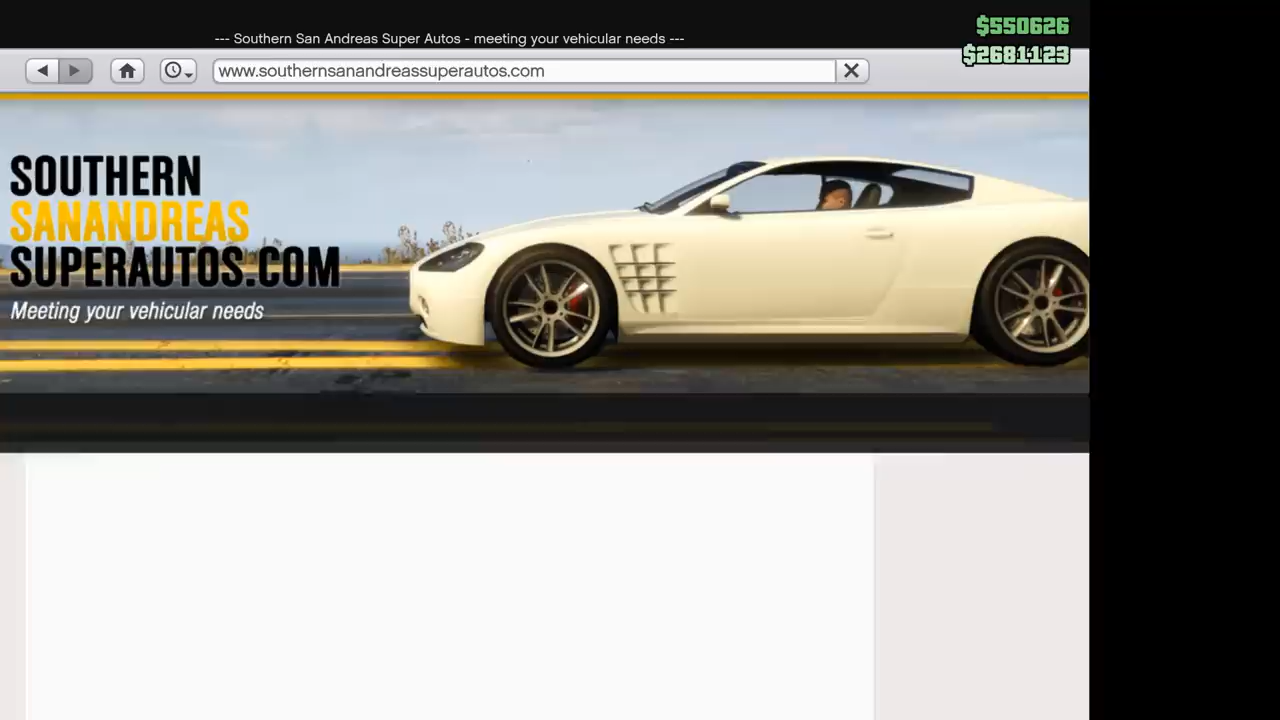 $550626
--- Southern San Andreas Super Autos - meeting your vehicular needs ---
$2681123
www.southernsanandreassuperautos.com
SOUTHERN
SANANDREAS
SUPERAUTOS.COM
Meeting your vehicular needs